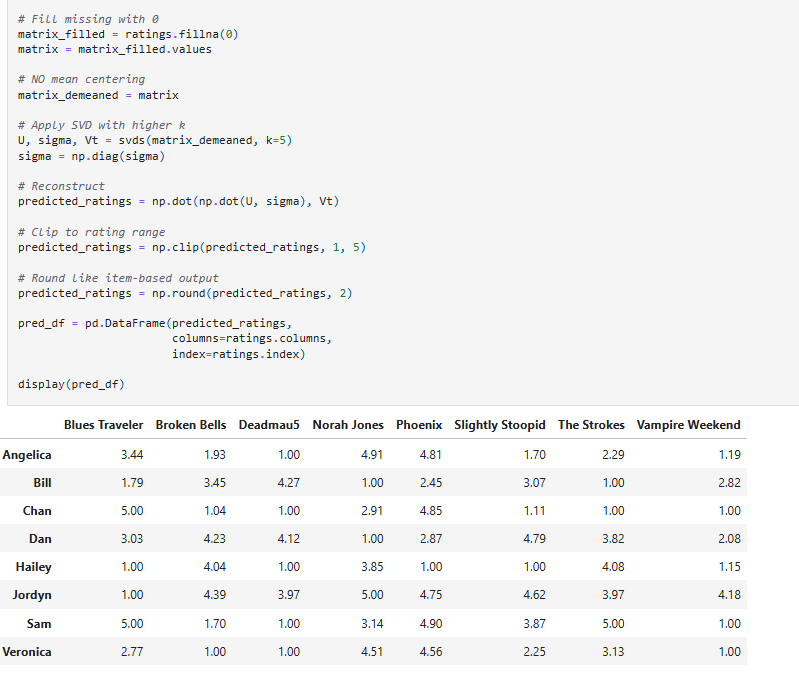 # Fill missing with 0
matrix_filled = ratings.fillna(0)
matrix = matrix_filled.values
# NO mean centering
matrix_demeaned = matrix
# Apply SVD with higher k
U, sigma, Vt = svds(matrix_demeaned, k=5)
sigma = np.diag(sigma)
# Reconstruct
predicted_ratings = np.dot(np.dot(U, sigma), Vt)
# Clip to rating range
predicted_ratings = np.clip(predicted_ratings, 1, 5)
# Round like item-based output
predicted_ratings = np.round(predicted_ratings, 2)
pred_df = pd.DataFrame(predicted_ratings,
columns=ratings.columns,
index=ratings.index)
display(pred_df)
Blues Traveler Broken Bells Deadmau5 Norah Jones Phoenix Slightly Stoopid The Strokes Vampire Weekend
Angelica 3.44 1.93 1.00 4.91 4.81 1.70 2.29 1.19
Bill 1.79 3.45 4.27 1.00 2.45 3.07 1.00 2.82
Chan 5.00 1.04 1.00 2.91 4.85 1.11 1.00 1.00
Dan 3.03 4.23 4.12 1.00 2.87 4.79 3.82 2.08
Hailey 1.00 4.04 1.00 3.85 1.00 1.00 4.08 1.15
Jordyn 1.00 4.39 3.97 5.00 4.75 4.62 3.97 4.18
Sam 5.00 1.70 1.00 3.14 4.90 3.87 5.00 1.00
Veronica 2.77 1.00 1.00 4.51 4.56 2.25 3.13 1.00